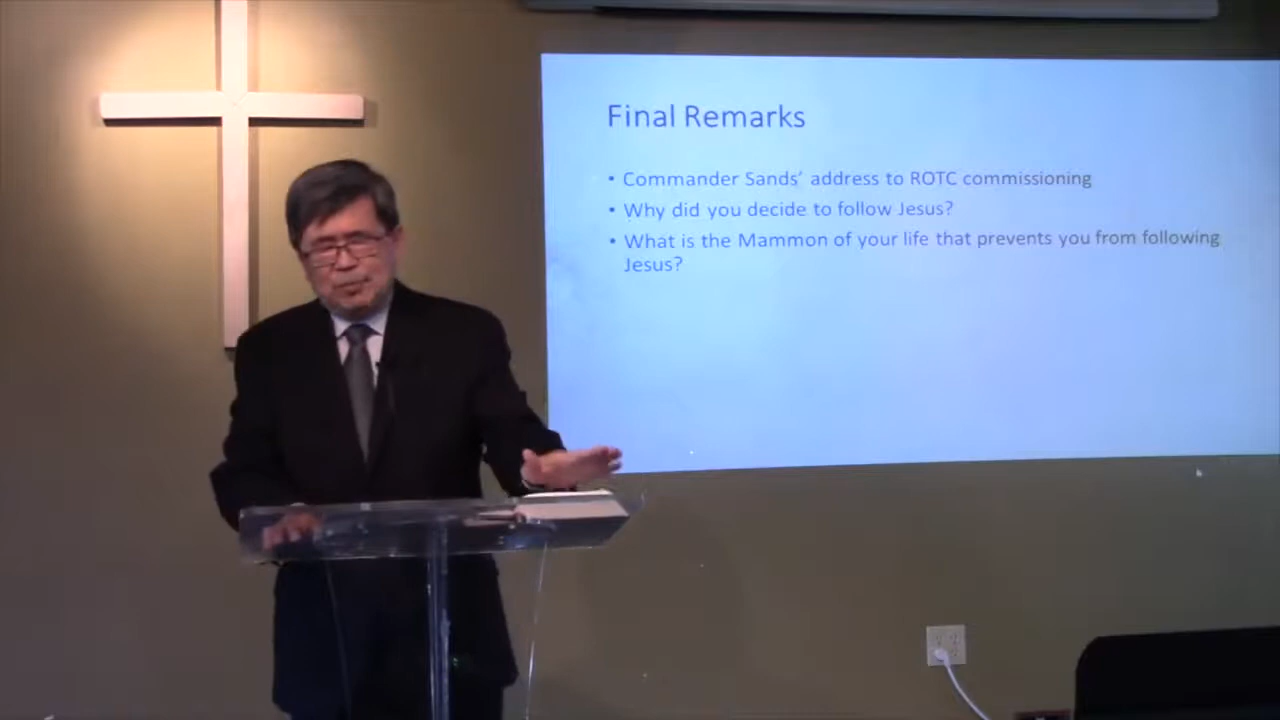 Final Remarks
• Commander Sands’ address to ROTC commissioning
• Why did you decide to follow Jesus?
• What is the Mammon of your life that prevents you from following
Jesus?